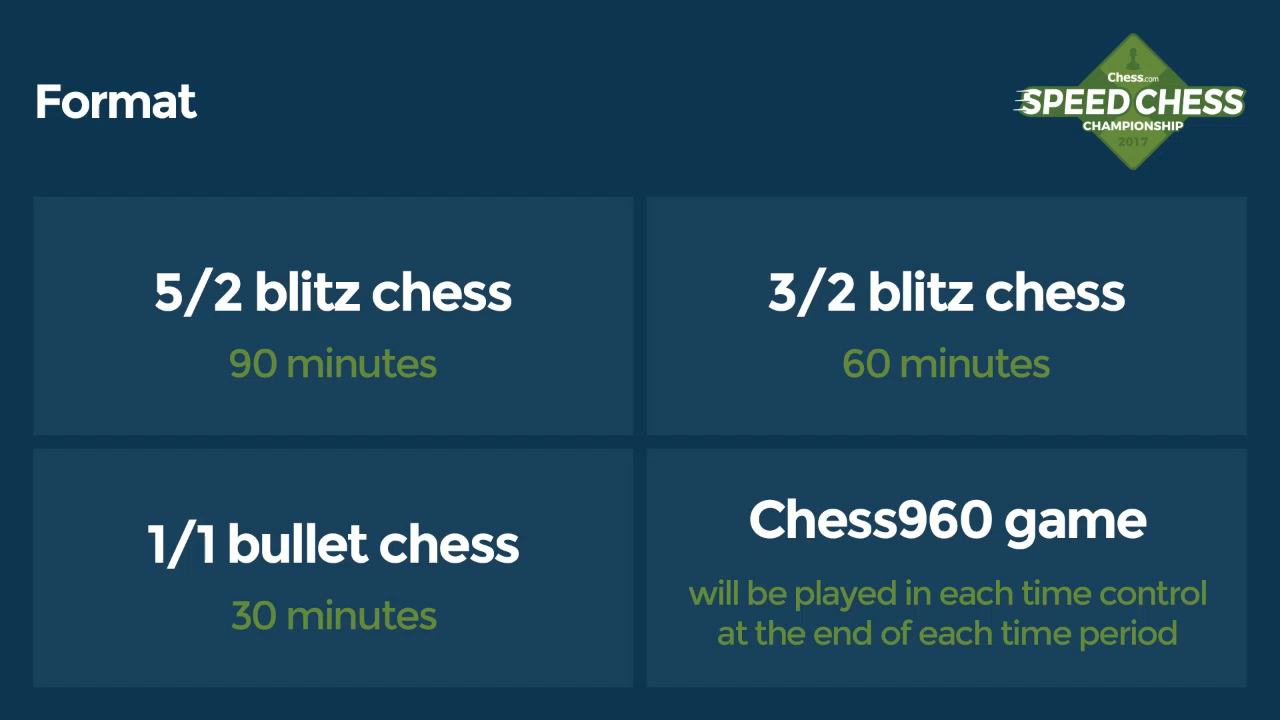 Format
Chess.com
SPEED CHESS
CHAMPIONSHIP
2017
5/2 blitz chess
90 minutes
3/2 blitz chess
60 minutes
1/1 bullet chess
30 minutes
Chess960 game
will be played in each time control
at the end of each time period